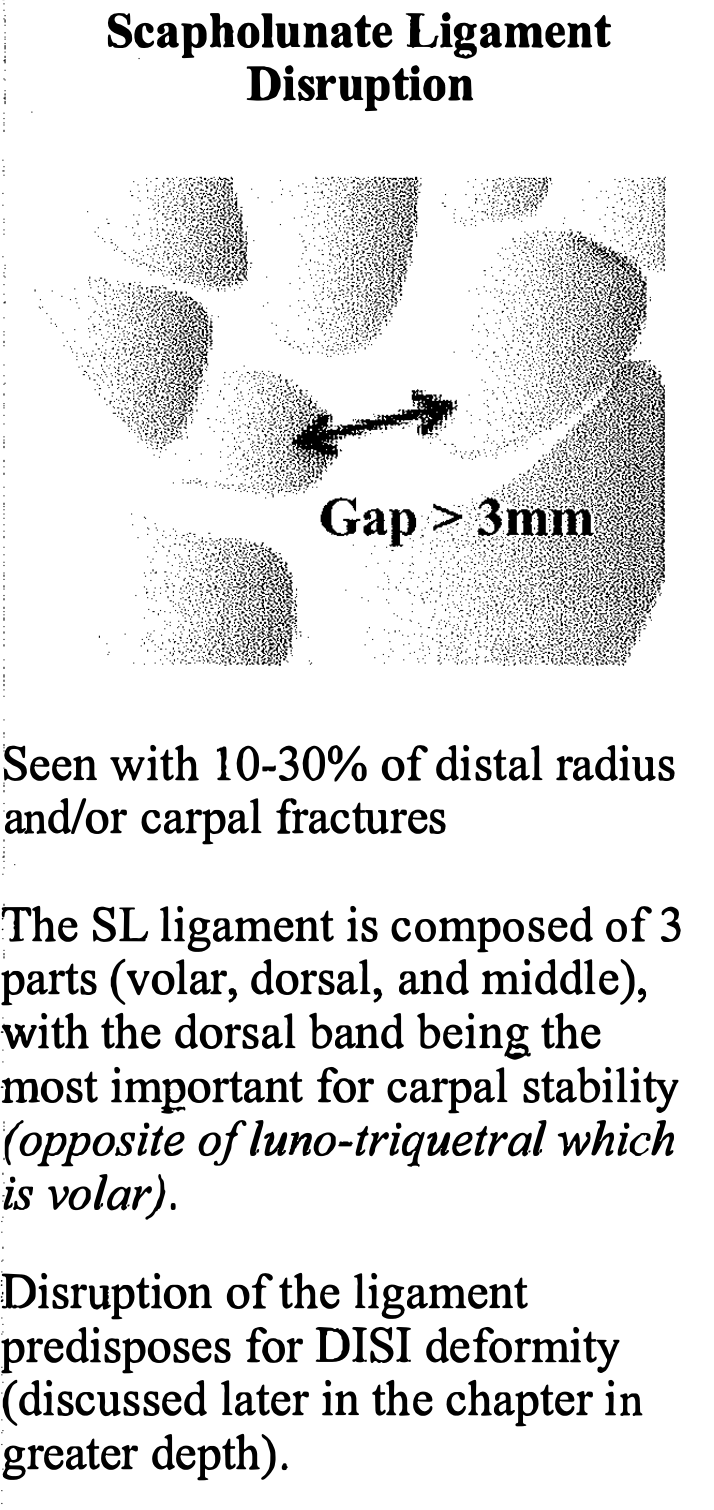 Scapholunate Ligament
Disruption
Gap > 3mm
Seen with 10-30% of distal radius
and/or carpal fractures
The SL ligament is composed of 3
parts (volar, dorsal, and middle),
with the dorsal band being the
most important for carpal stability
(opposite of luno-triquetral which
is volar).
Disruption of the ligament
predisposes for DISI deformity
(discussed later in the chapter in
greater depth).